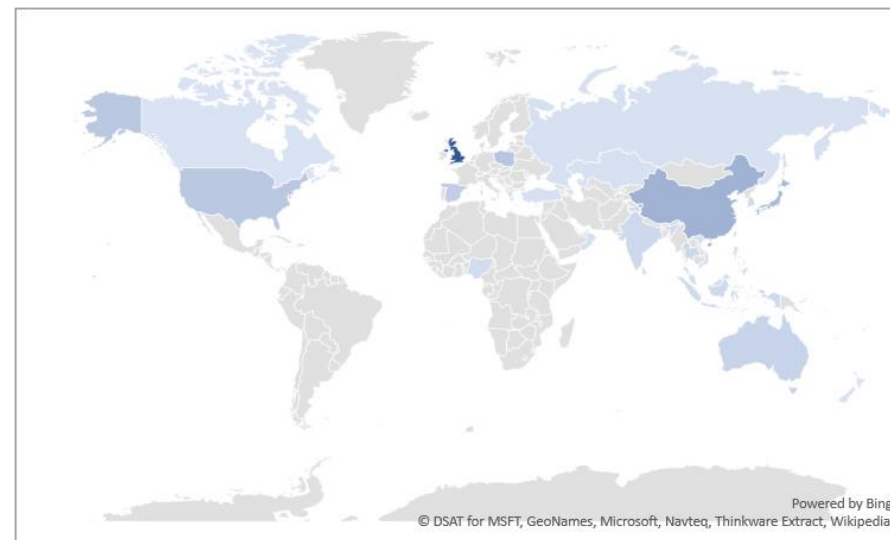 Powered by Bing
© DSAT for MSFT, GeoNames, Microsoft, Navteq, Thinkware Extract, Wikipedia